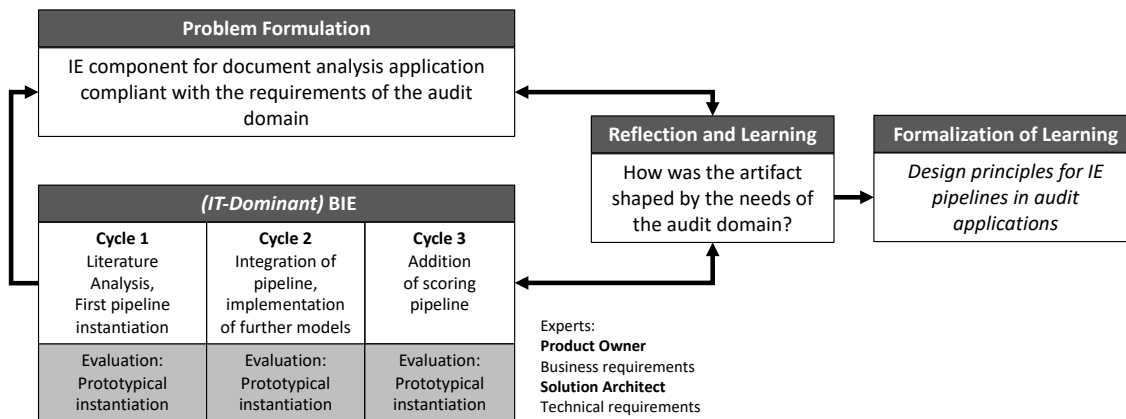 Problem Formulation
IE component for document analysis application
compliant with the requirements of the audit
domain
Reflection and Learning
How was the artifact
shaped by the needs of
the audit domain?
Formalization of Learning
Design principles for IE
pipelines in audit
applications
(IT-Dominant) BIE
Cycle 1
Literature
Analysis,
First pipeline
instantiation
Evaluation:
Prototypical
instantiation
Cycle 2
Integration of
pipeline,
implementation
of further models
Evaluation:
Prototypical
instantiation
Cycle 3
Addition
of scoring
pipeline
Evaluation:
Prototypical
instantiation
Experts:
Product Owner
Business requirements
Solution Architect
Technical requirements